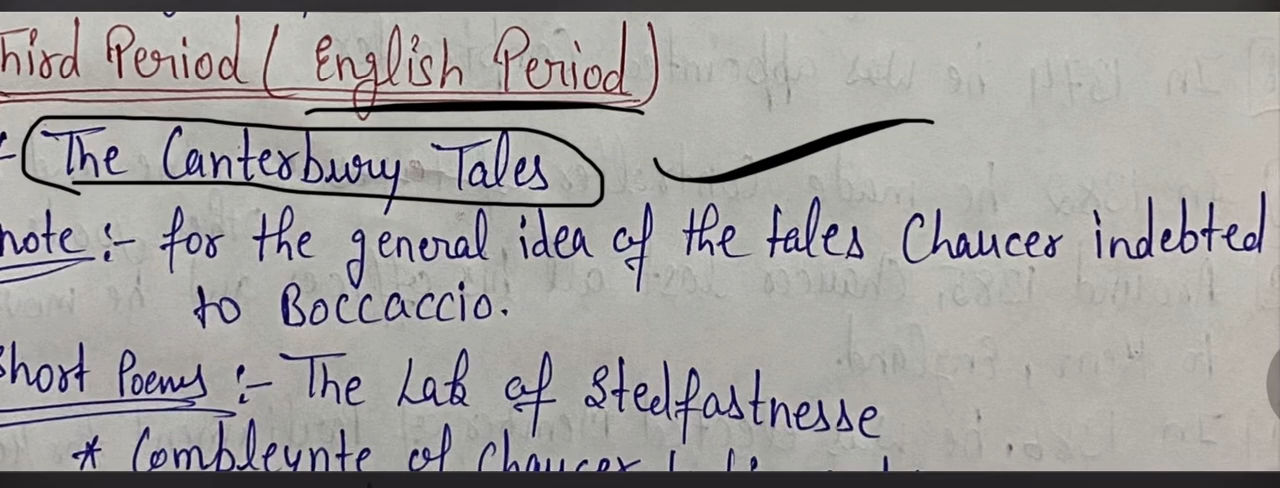 Third Period ( English Period )
The Canterbury Tales
note :- for the general idea of the tales Chaucer indebted
to Boccaccio.
Short Poems :- The Lak of Stedfastnesse
* Compleynte of Chaucer